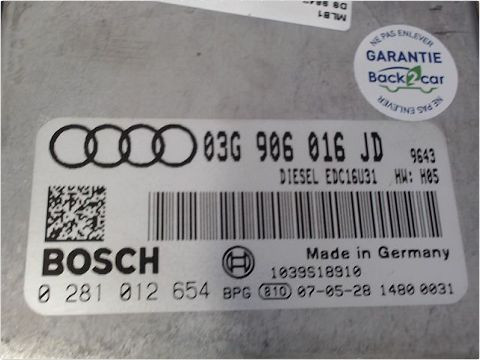 MLB1
NE PAS ENLEVER
GARANTIE
Back2car
NE PAS ENLEVER
03G 906 016 JD 9643
DIESEL EDC16U31 HW: H05
BOSCH
Made in Germany
1039S18910
0 281 012 654 BPG 810 07-05-28 1480 0031